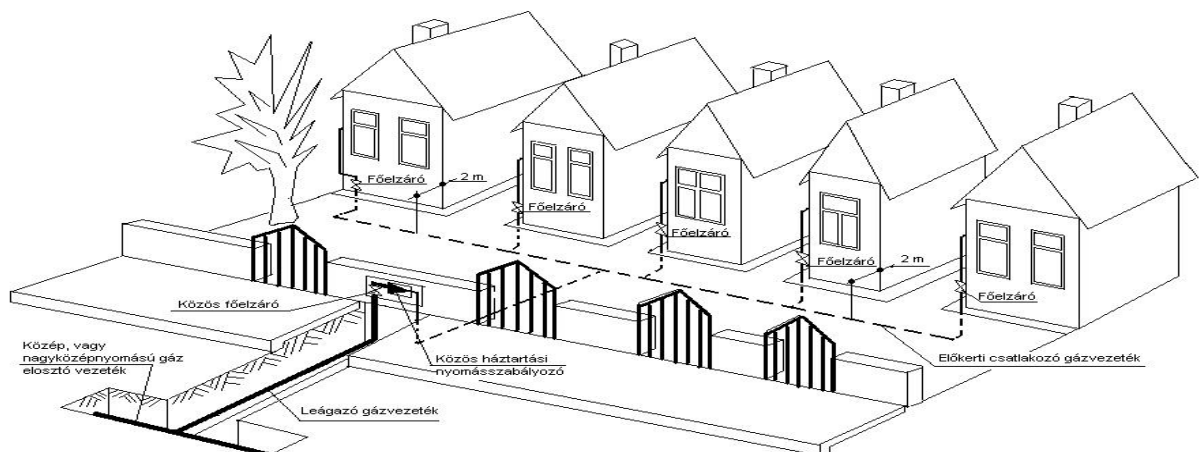 Főelzáró
2 m
Főelzáró
Főelzáró
Főelzáró
2 m
Főelzáró
Közös főelzáró
Közép, vagy
nagyközépnyomású gáz
elosztó vezeték
Közös háztartási
nyomásszabályozó
Előkerti csatlakozó gázvezeték
Leágazó gázvezeték